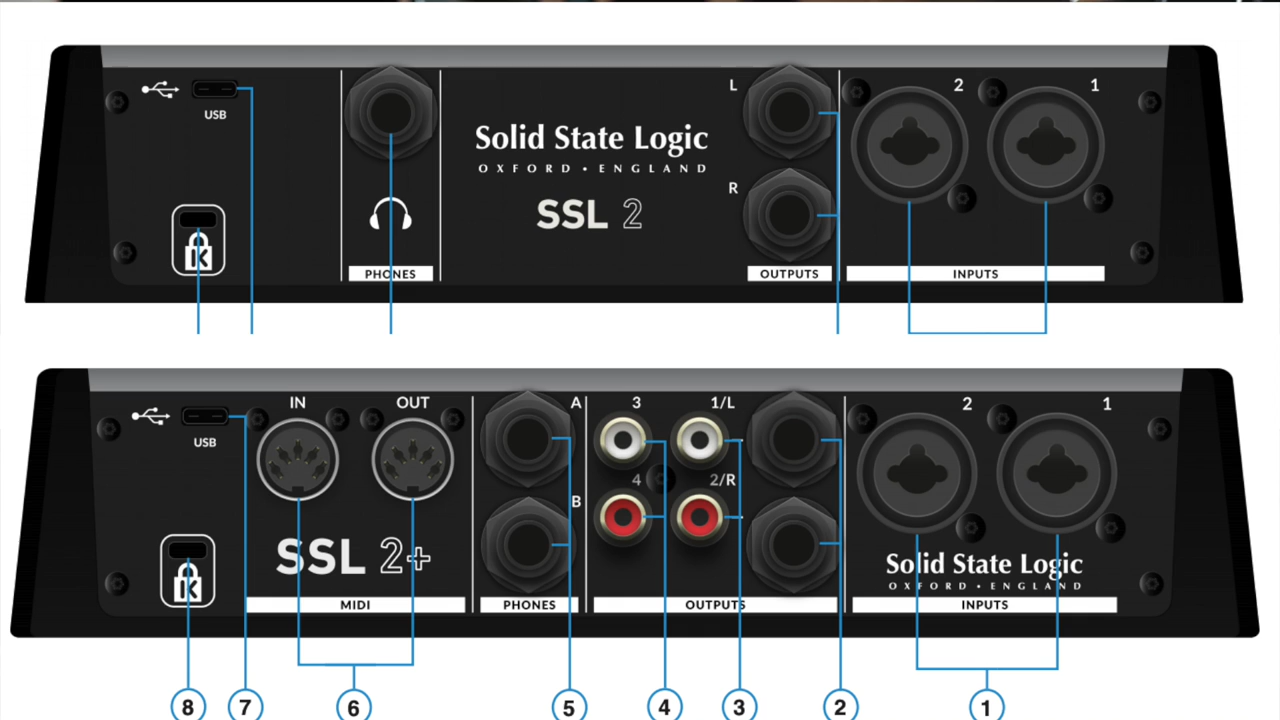 L
2
1
USB
Solid State Logic
OXFORD • ENGLAND
R
SSL 2
K
PHONES
OUTPUTS
INPUTS
IN
OUT
A
3
1/L
2
1
USB
4
2/R
B
SSL 2+
Solid State Logic
OXFORD • ENGLAND
K
MIDI
PHONES
OUTPUTS
INPUTS
8
7
6
5
4
3
2
1